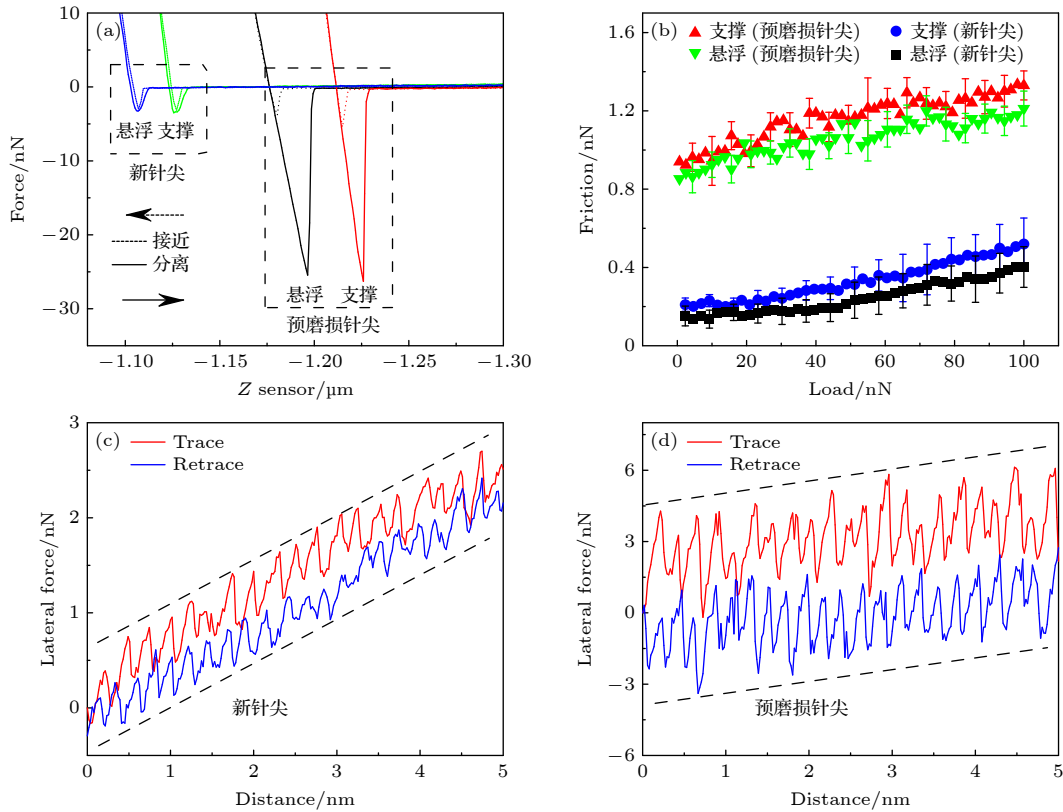 (a)
10
0
−10
−20
−30
Force/nN
悬浮 支撑
新针尖
接近
分离
悬浮 支撑
预磨损针尖
−1.10 −1.15 −1.20 −1.25 −1.30
Z sensor/μm
(b)
支撑 (预磨损针尖) 支撑 (新针尖)
悬浮 (预磨损针尖) 悬浮 (新针尖)
1.6
1.2
0.8
0.4
0
Friction/nN
0 20 40 60 80 100
Load/nN
(c)
Trace
Retrace
3
2
1
0
Lateral force/nN
新针尖
0 1 2 3 4 5
Distance/nm
(d)
Trace
Retrace
6
3
0
−3
−6
Lateral force/nN
预磨损针尖
0 1 2 3 4 5
Distance/nm